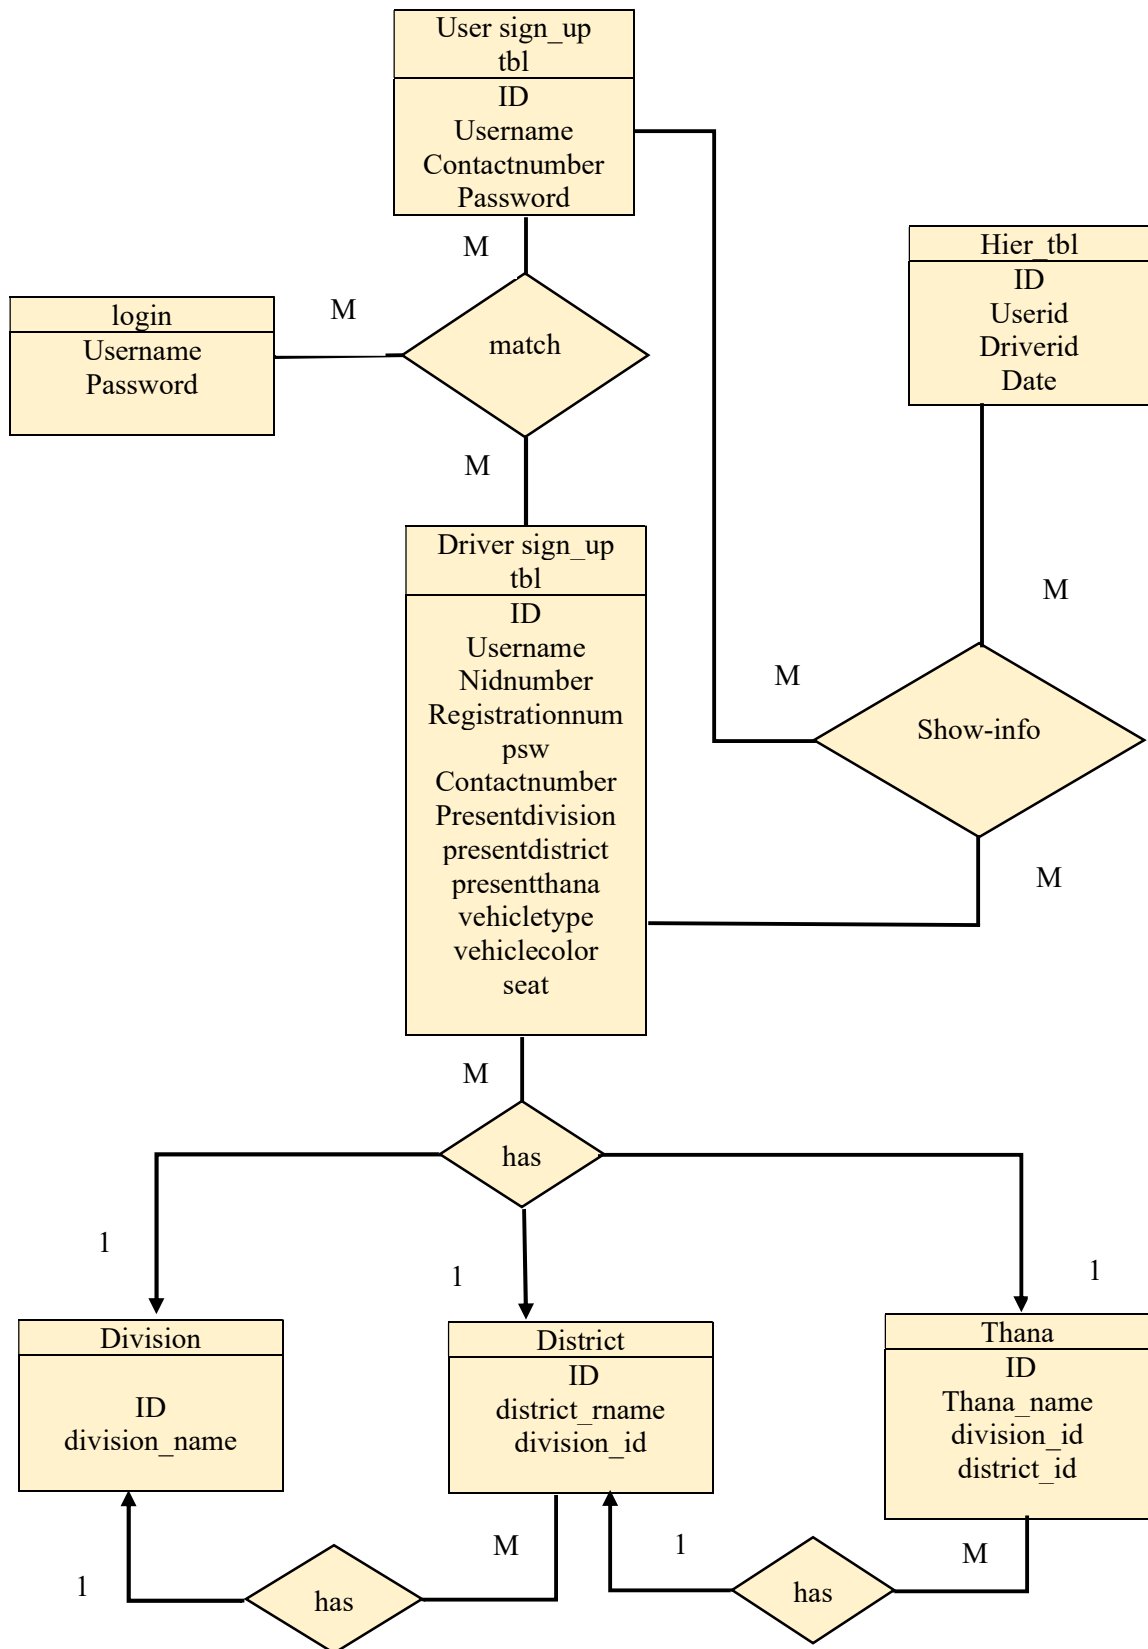 User sign_up
tbl
ID
Username
Contactnumber
Password
M
Hier_tbl
ID
Userid
Driverid
Date
login
Username
Password
M
match
M
Driver sign_up
tbl
ID
Username
Nidnumber
Registrationnum
psw
Contactnumber
Presentdivision
presentdistrict
presentthana
vehicletype
vehiclecolor
seat
M
M
Show-info
M
M
has
1
1
1
Division
ID
division_name
District
ID
district_rname
division_id
Thana
ID
Thana_name
division_id
district_id
1
has
M
1
has
M